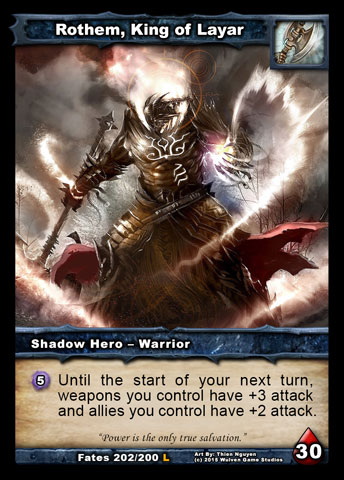 Rothem, King of Layar
Shadow Hero – Warrior
5
Until the start of your next turn,
weapons you control have +3 attack
and allies you control have +2 attack.
"Power is the only true salvation."
Fates 202/200 L
Art By: Thien Nguyen
(c) 2015 Wulven Game Studios
30